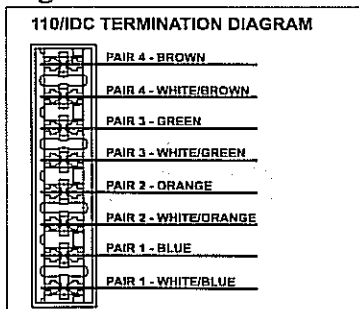 110/IDC TERMINATION DIAGRAM
PAIR 4 - BROWN
PAIR 4 - WHITE/BROWN
PAIR 3 - GREEN
PAIR 3 - WHITE/GREEN
PAIR 2 - ORANGE
PAIR 2 - WHITE/ORANGE
PAIR 1 - BLUE
PAIR 1 - WHITE/BLUE